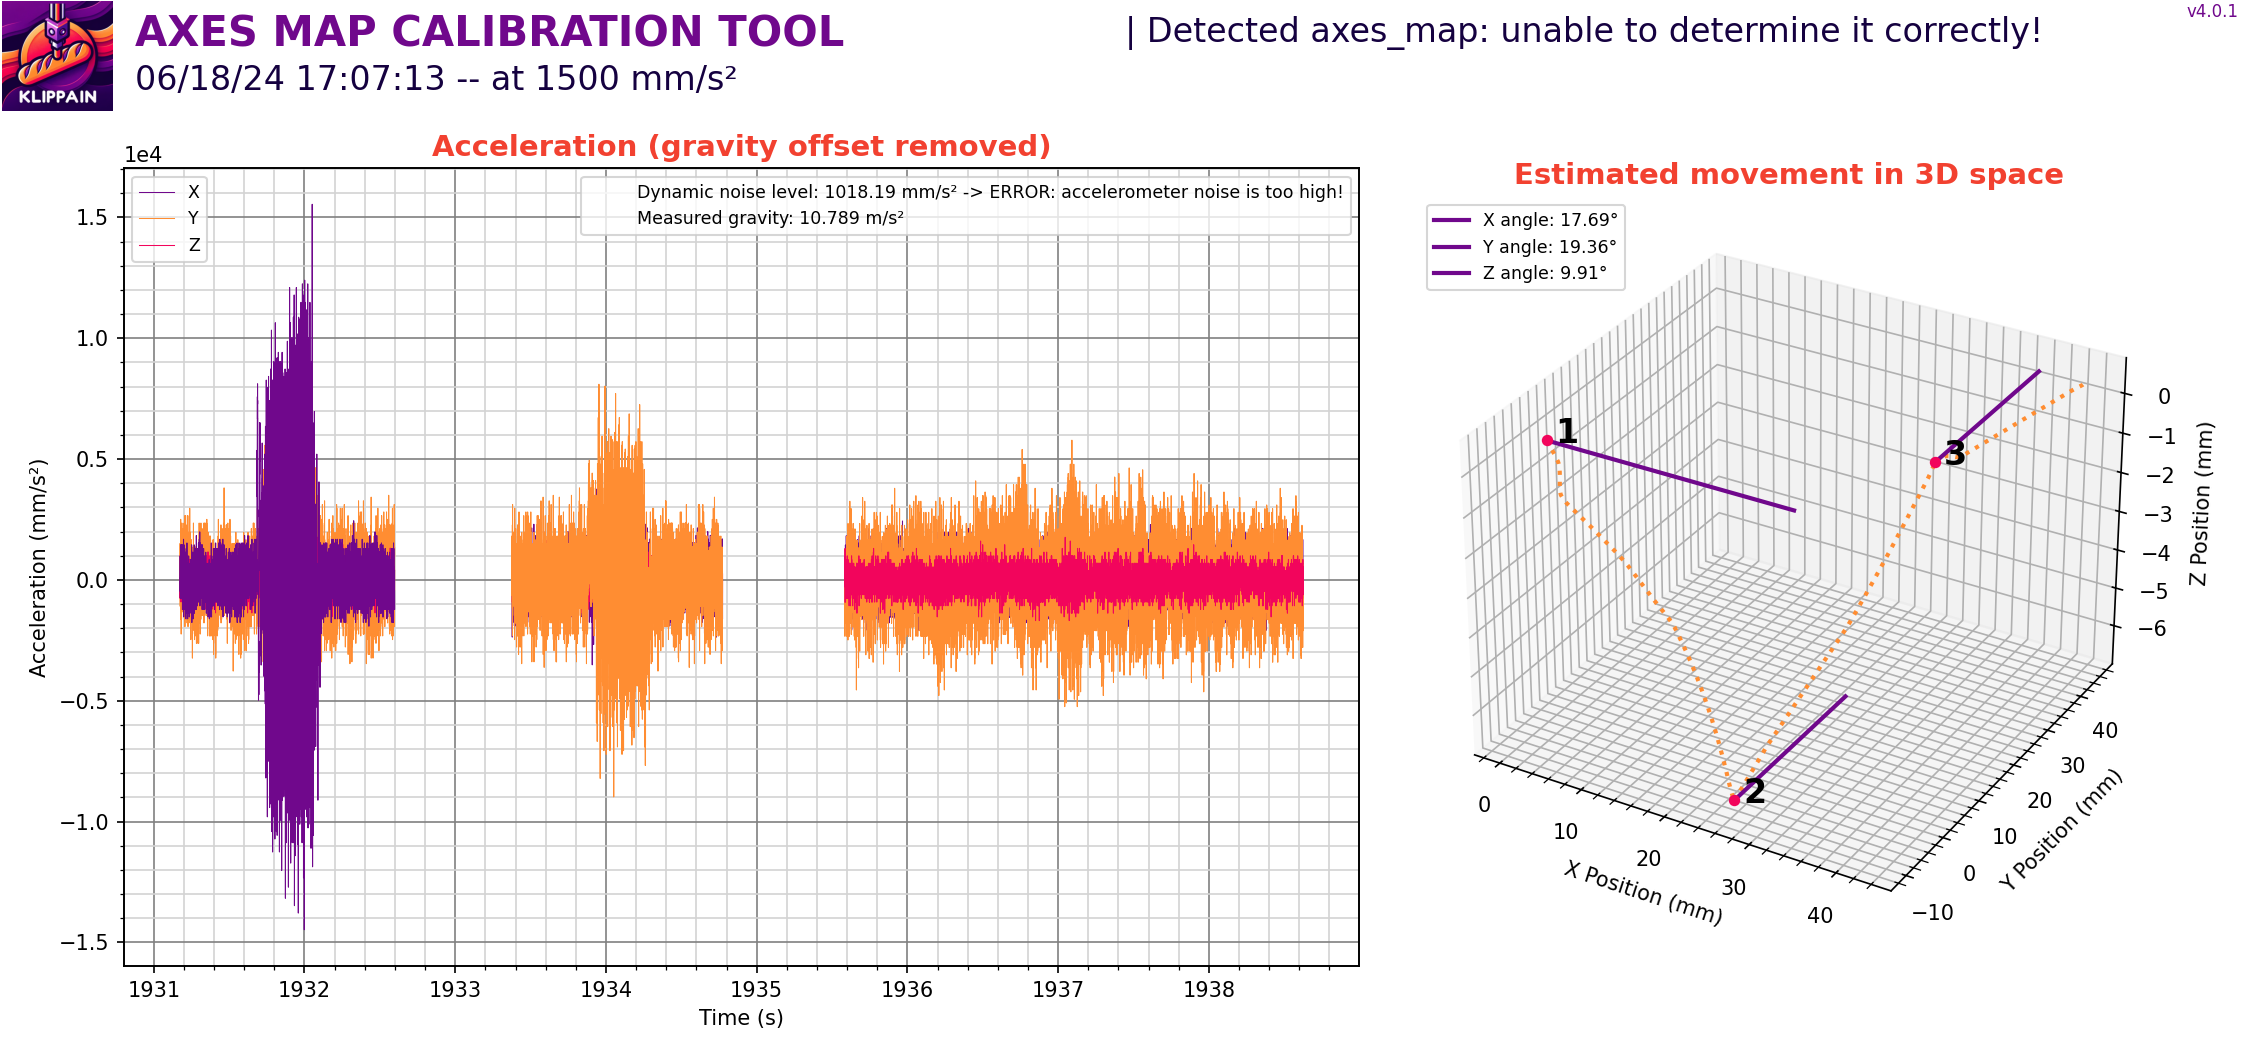 AXES MAP CALIBRATION TOOL
| Detected axes_map: unable to determine it correctly!
v4.0.1
06/18/24 17:07:13 -- at 1500 mm/s²
KLIPPAIN
Acceleration (gravity offset removed)
1e4
X
Y
Z
Dynamic noise level: 1018.19 mm/s² -> ERROR: accelerometer noise is too high!
Measured gravity: 10.789 m/s²
1.5
1.0
0.5
0.0
−0.5
−1.0
−1.5
Acceleration (mm/s²)
1931
1932
1933
1934
1935
1936
1937
1938
Time (s)
Estimated movement in 3D space
X angle: 17.69°
Y angle: 19.36°
Z angle: 9.91°
1
2
3
0
−1
−2
−3
−4
−5
−6
Z Position (mm)
0
10
20
30
40
X Position (mm)
−10
0
10
20
30
40
Y Position (mm)